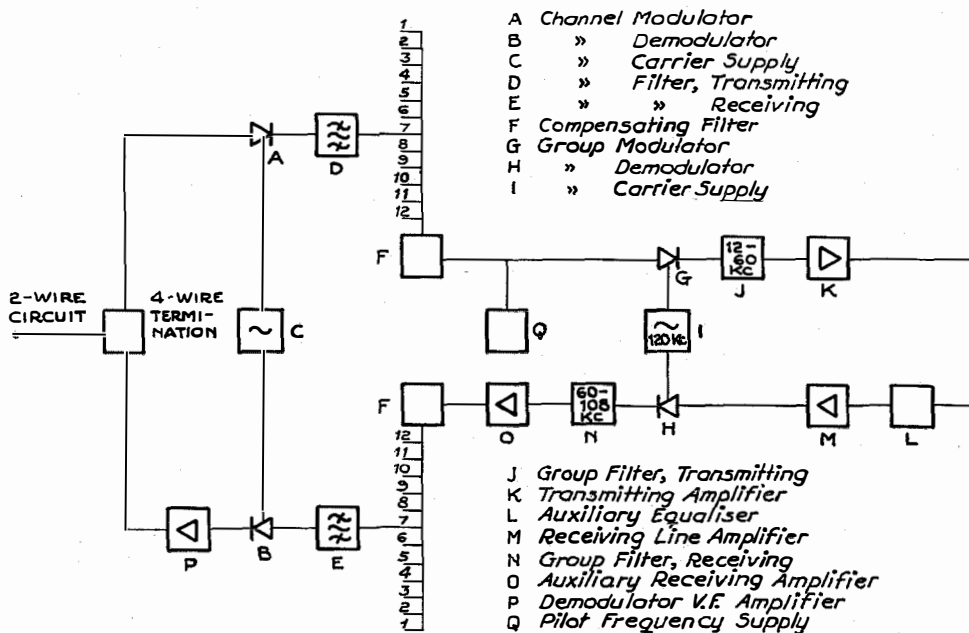 A Channel Modulator
B » Demodulator
C » Carrier Supply
D » Filter, Transmitting
E » » Receiving
F Compensating Filter
G Group Modulator
H » Demodulator
I » Carrier Supply
1
2
3
4
5
6
7
8
9
10
11
12
A
D
F
G
12-
60
KC
J
K
2-WIRE
CIRCUIT
4-WIRE
TERMI-
NATION
~
C
Q
~
120KC
I
F
O
60-
108
KC
N
H
M
L
12
11
10
9
8
7
6
5
4
3
2
1
P
B
E
J Group Filter, Transmitting
K Transmitting Amplifier
L Auxiliary Equaliser
M Receiving Line Amplifier
N Group Filter, Receiving
O Auxiliary Receiving Amplifier
P Demodulator V.F. Amplifier
Q Pilot Frequency Supply